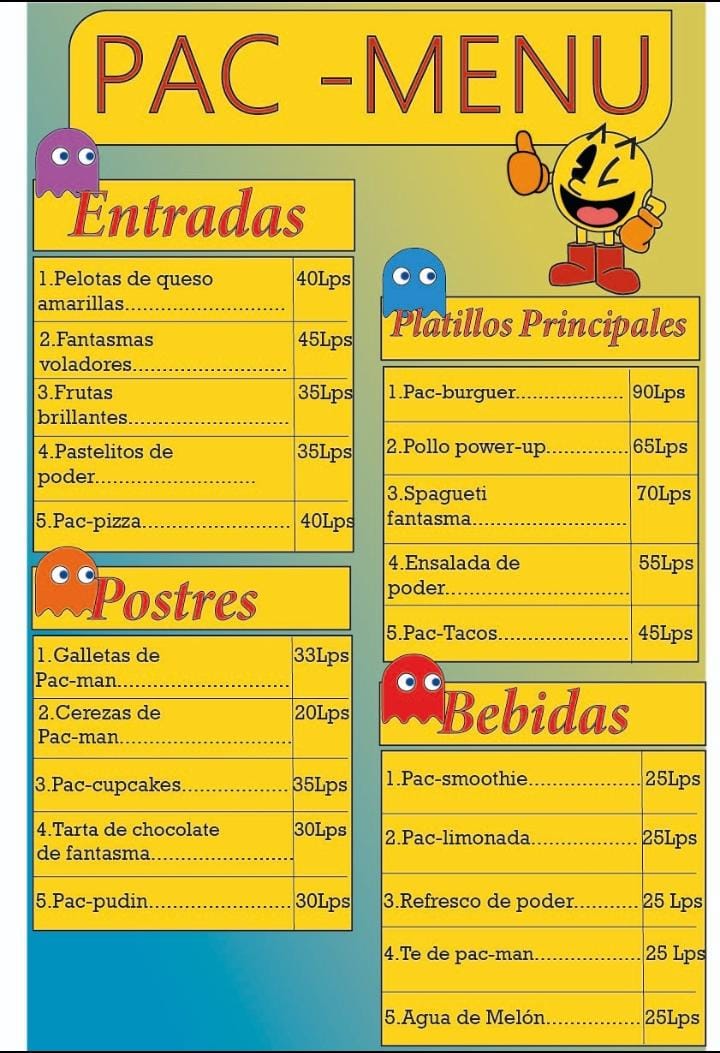 PAC -MENU
Entradas
1.Pelotas de queso 40Lps
amarillas...........................
2.Fantasmas 45Lps
voladores..........................
3.Frutas 35Lps
brillantes...........................
4.Pastelitos de 35Lps
poder...........................
5.Pac-pizza......................... 40Lps
Postres
1.Galletas de 33Lps
Pac-man.............................
2.Cerezas de 20Lps
Pac-man.............................
3.Pac-cupcakes.................. 35Lps
4.Tarta de chocolate 30Lps
de fantasma........................
5.Pac-pudin........................ 30Lps
Platillos Principales
1.Pac-burguer.................. 90Lps
2.Pollo power-up.............. 65Lps
3.Spagueti 70Lps
fantasma..........................
4.Ensalada de 55Lps
poder....................................
5.Pac-Tacos...................... 45Lps
Bebidas
1.Pac-smoothie................... 25Lps
2.Pac-limonada.................. 25Lps
3.Refresco de poder........... 25 Lps
4.Te de pac-man.................. 25 Lps
5.Agua de Melón................ 25Lps